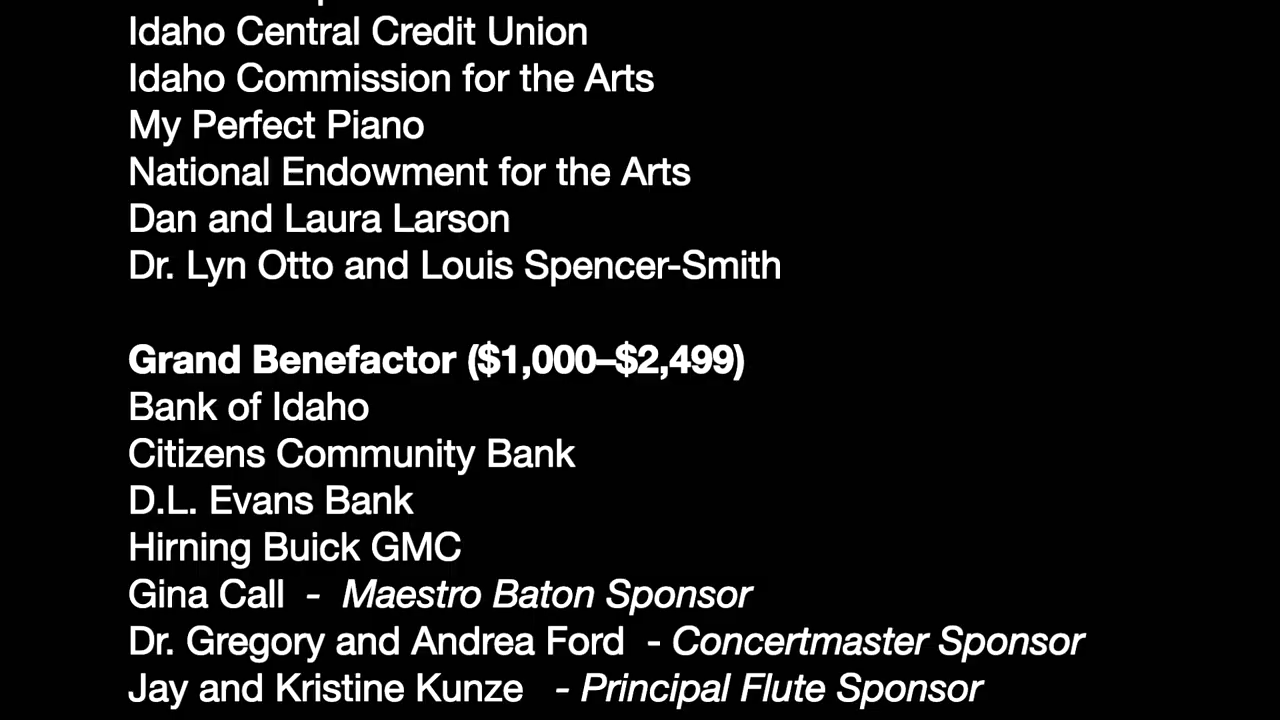 Idaho Central Credit Union
Idaho Commission for the Arts
My Perfect Piano
National Endowment for the Arts
Dan and Laura Larson
Dr. Lyn Otto and Louis Spencer-Smith
Grand Benefactor ($1,000–$2,499)
Bank of Idaho
Citizens Community Bank
D.L. Evans Bank
Hirning Buick GMC
Gina Call - Maestro Baton Sponsor
Dr. Gregory and Andrea Ford - Concertmaster Sponsor
Jay and Kristine Kunze - Principal Flute Sponsor